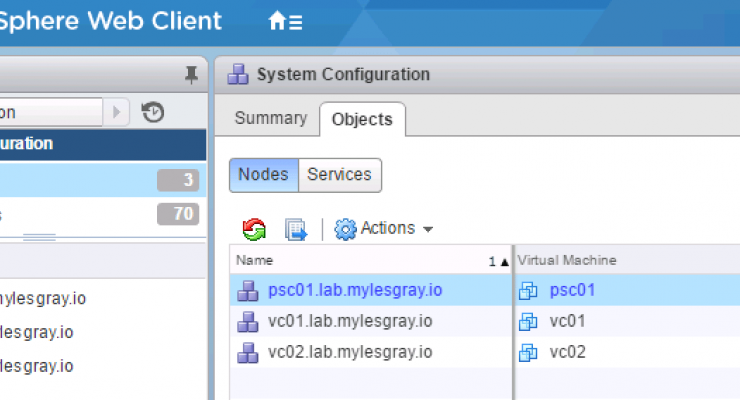 Sphere Web Client
System Configuration
on
Summary Objects
uration
3
Nodes Services
s 70
Actions
Name 1 Virtual Machine
psc01.lab.mylesgray.io psc01
mylesgray.io
vc01.lab.mylesgray.io vc01
lesgray.io
vc02.lab.mylesgray.io vc02
lesgray.io